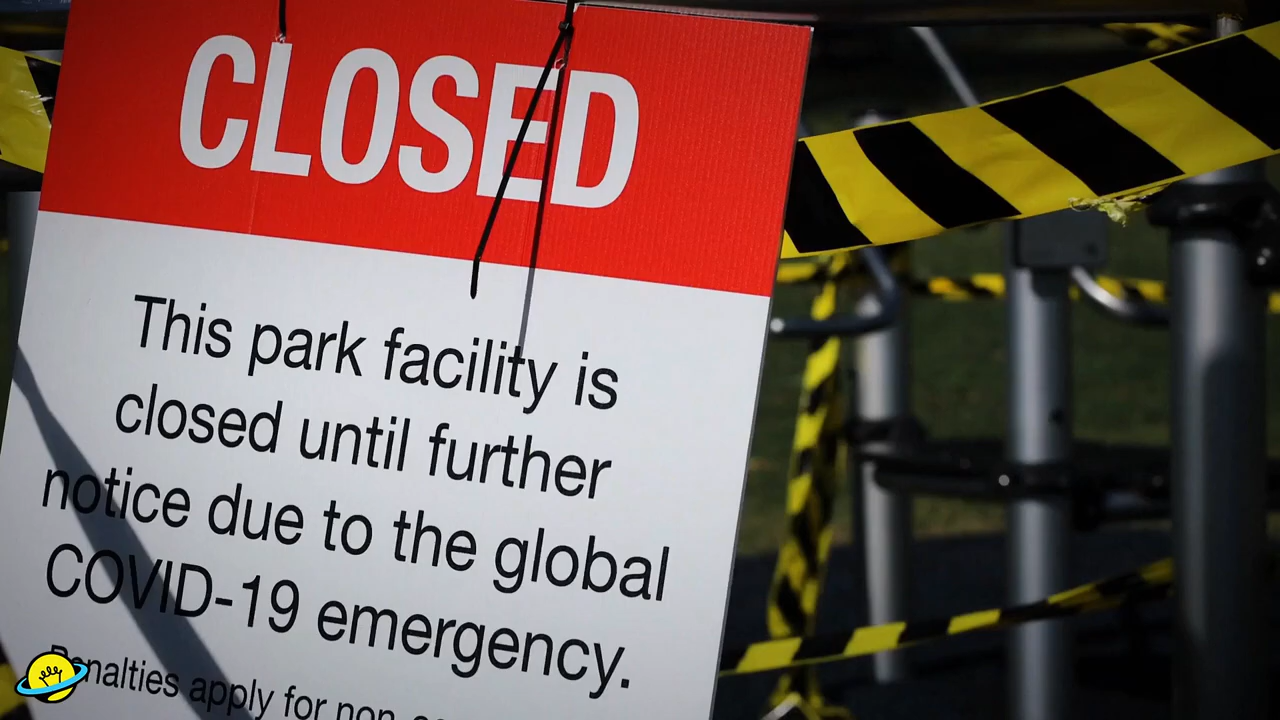 CLOSED
This park facility is
closed until further
notice due to the global
COVID-19 emergency.
Penalties apply for non